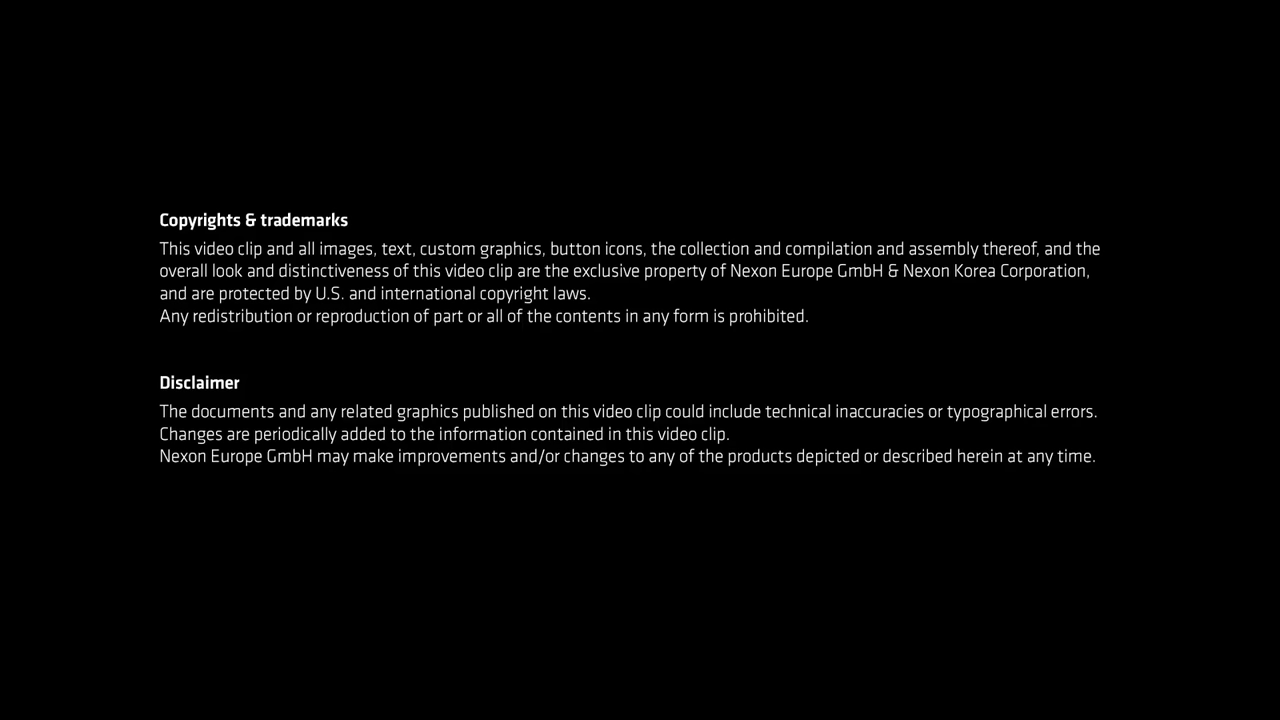 Copyrights & trademarks
This video clip and all images, text, custom graphics, button icons, the collection and compilation and assembly thereof, and the
overall look and distinctiveness of this video clip are the exclusive property of Nexon Europe GmbH & Nexon Korea Corporation,
and are protected by U.S. and international copyright laws.
Any redistribution or reproduction of part or all of the contents in any form is prohibited.
Disclaimer
The documents and any related graphics published on this video clip could include technical inaccuracies or typographical errors.
Changes are periodically added to the information contained in this video clip.
Nexon Europe GmbH may make improvements and/or changes to any of the products depicted or described herein at any time.